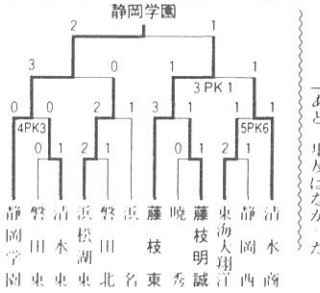 静岡学園
2 1
3 0 1 1
3 PK 1
0 0 2 1 3 1 1 1
4PK3 5PK6
0 1 2 1 0 1 2 1
静岡学園
磐田東
清水東
浜松湖東
磐田北
浜名
藤枝東
暁秀
藤枝明誠
東海大翔洋
静岡西
清水商